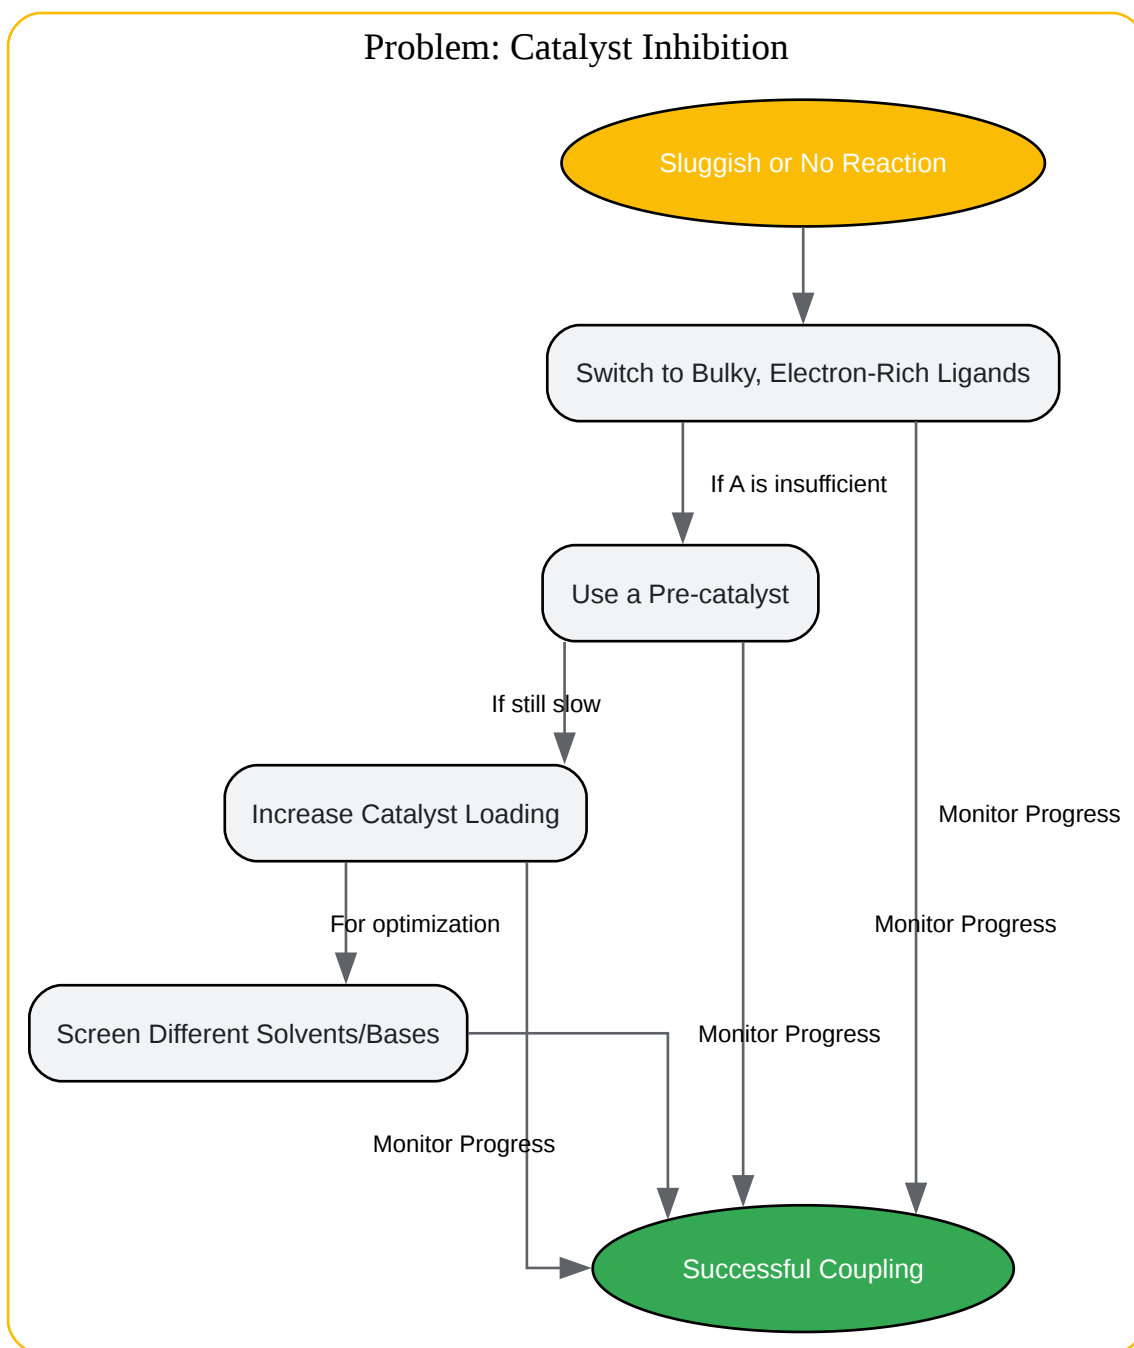 Problem: Catalyst Inhibition
Sluggish or No Reaction
Switch to Bulky, Electron-Rich Ligands
If A is insufficient
Use a Pre-catalyst
If still slow
Increase Catalyst Loading
Monitor Progress
For optimization
Monitor Progress
Screen Different Solvents/Bases
Monitor Progress
Monitor Progress
Successful Coupling